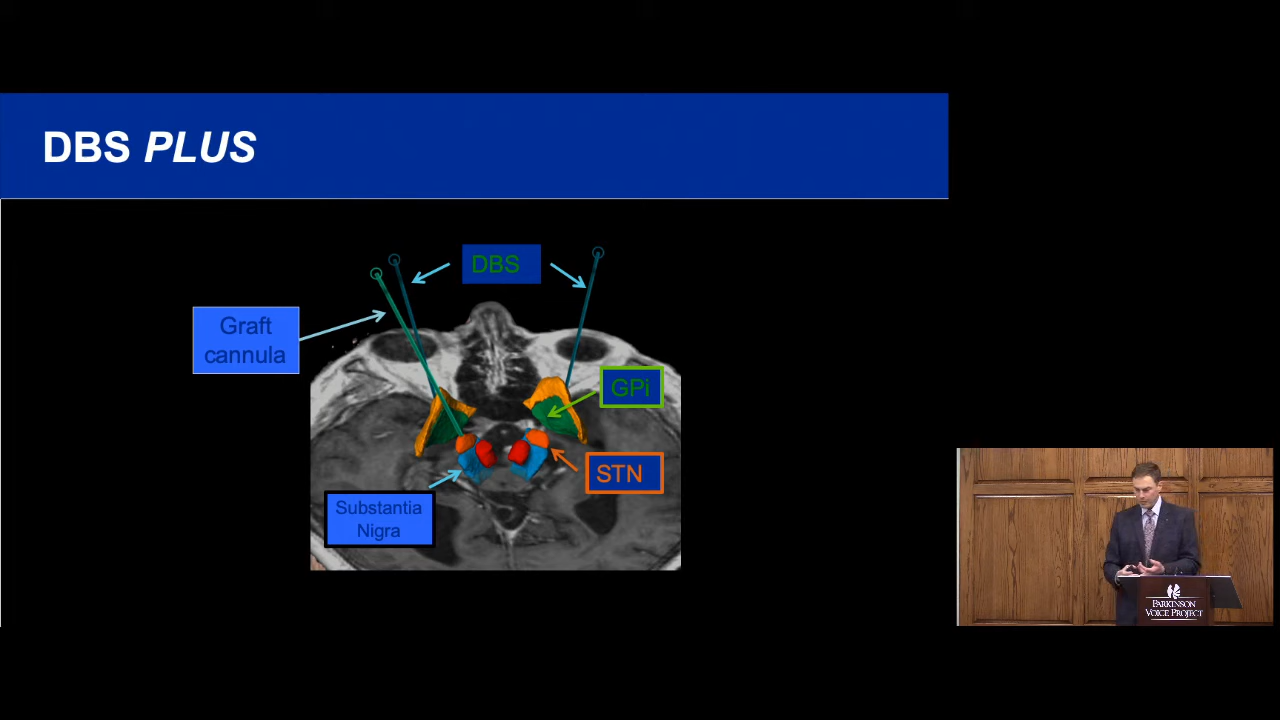 DBS PLUS
DBS
Graft
cannula
GPi
STN
Substantia
Nigra
PARKINSON
VOICE PROJECT